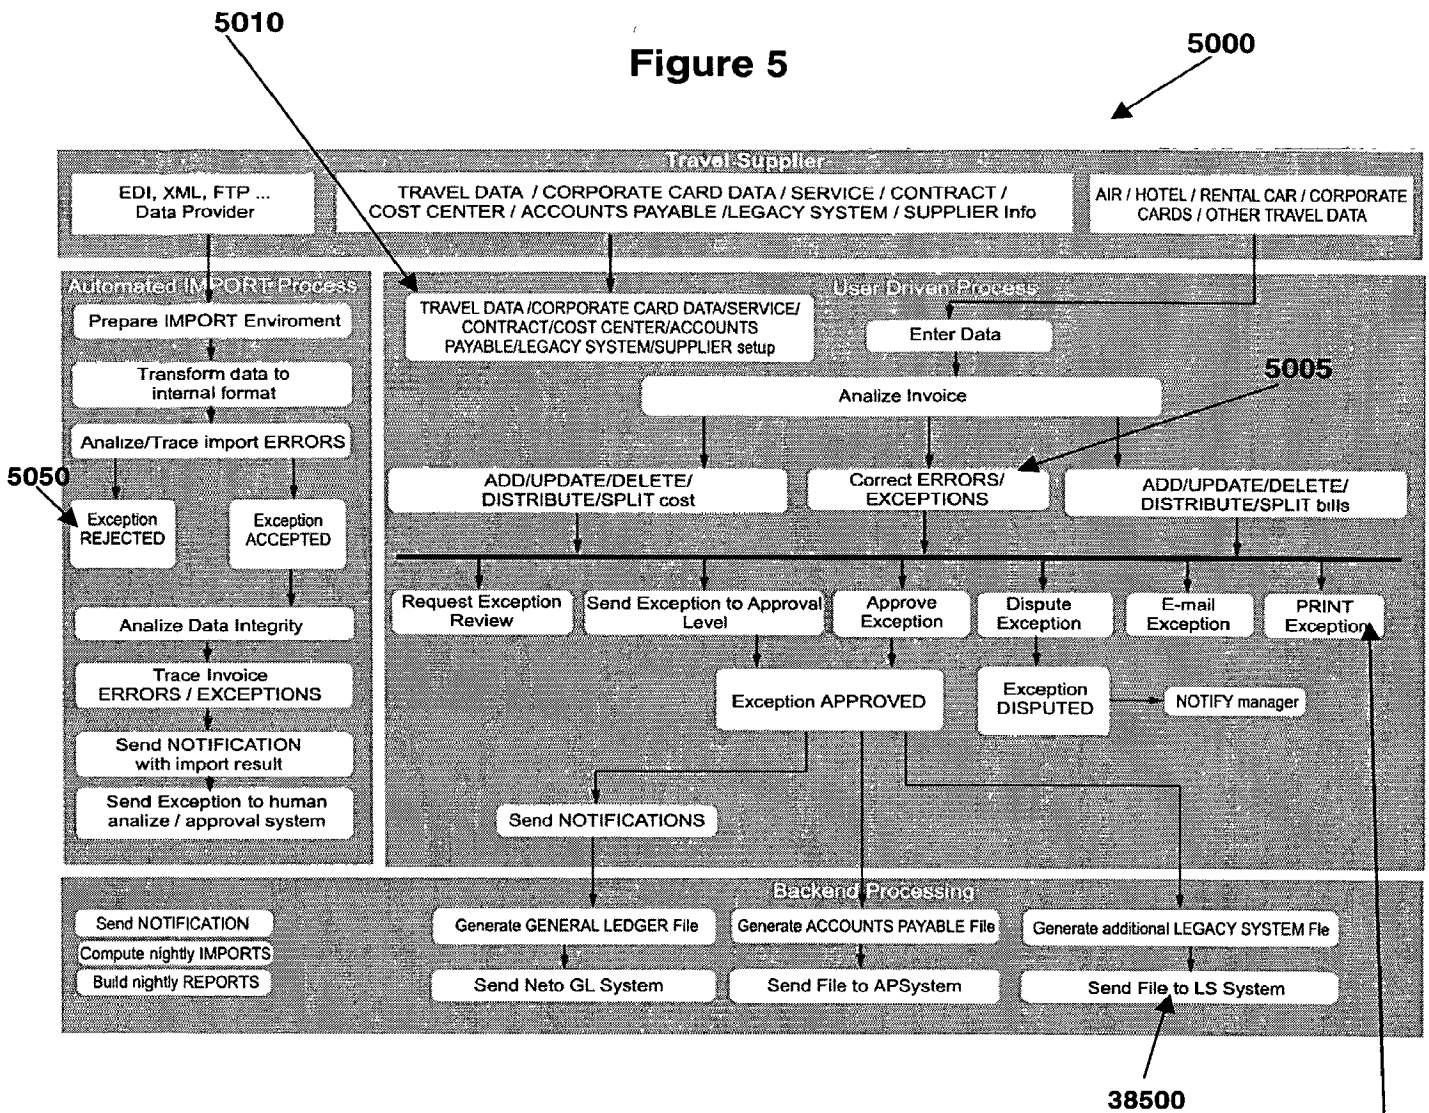 5010
Figure 5
5000
Travel Supplier
EDI, XML, FTP ...
Data Provider
TRAVEL DATA / CORPORATE CARD DATA / SERVICE / CONTRACT /
COST CENTER / ACCOUNTS PAYABLE /LEGACY SYSTEM / SUPPLIER Info
AIR / HOTEL / RENTAL CAR / CORPORATE
CARDS / OTHER TRAVEL DATA
Automated IMPORT Process
Prepare IMPORT Enviroment
Transform data to
internal format
Analize/Trace import ERRORS
5050
Exception
REJECTED
Exception
ACCEPTED
Analize Data Integrity
Trace Invoice
ERRORS / EXCEPTIONS
Send NOTIFICATION
with import result
Send Exception to human
analize / approval system
User Driven Process
TRAVEL DATA /CORPORATE CARD DATA/SERVICE/
CONTRACT/COST CENTER/ACCOUNTS
PAYABLE/LEGACY SYSTEM/SUPPLIER setup
Enter Data
Analize Invoice
5005
ADD/UPDATE/DELETE/
DISTRIBUTE/SPLIT cost
Correct ERRORS/
EXCEPTIONS
ADD/UPDATE/DELETE/
DISTRIBUTE/SPLIT bills
Request Exception
Review
Send Exception to Approval
Level
Approve
Exception
Dispute
Exception
E-mail
Exception
PRINT
Exception
Exception APPROVED
Exception
DISPUTED
NOTIFY manager
Send NOTIFICATIONS
Backend Processing
Send NOTIFICATION
Compute nightly IMPORTS
Build nightly REPORTS
Generate GENERAL LEDGER File
Generate ACCOUNTS PAYABLE File
Generate additional LEGACY SYSTEM Fle
Send Neto GL System
Send File to APSystem
Send File to LS System
38500